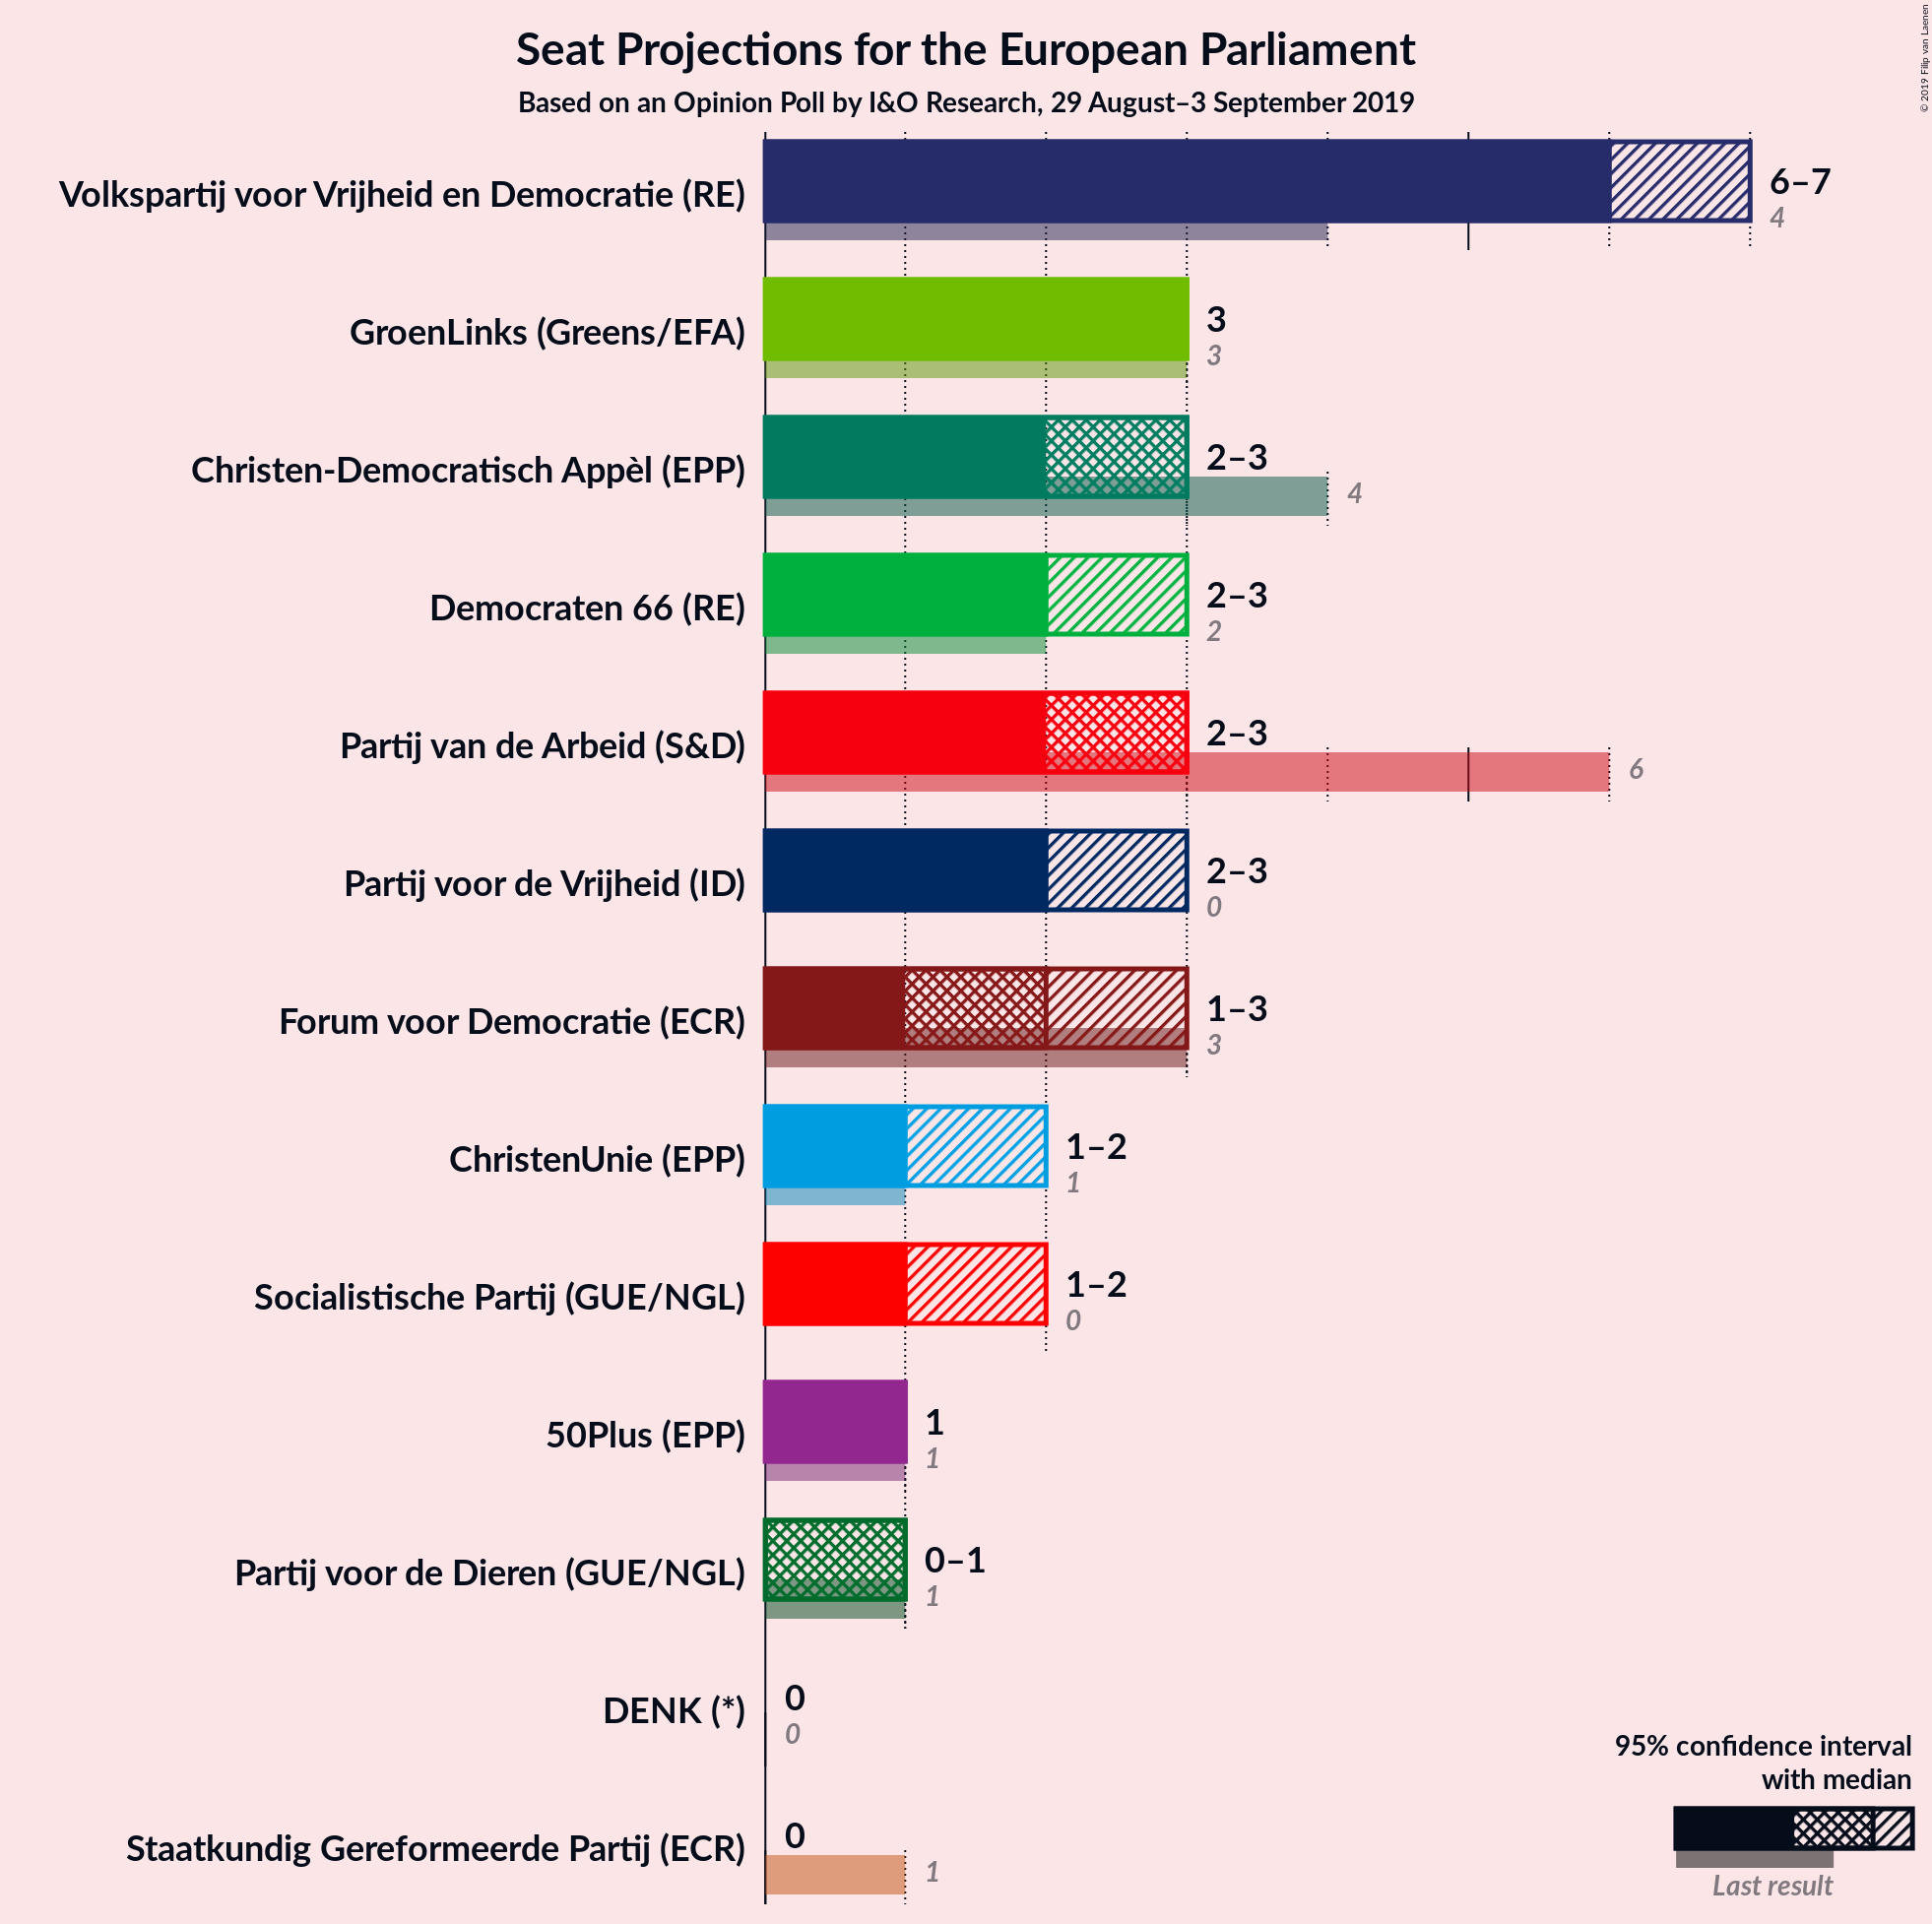 Seat Projections for the European Parliament
Based on an Opinion Poll by I&O Research, 29 August–3 September 2019
© 2019 Filip van Laenen
Volkspartij voor Vrijheid en Democratie (RE)
6–7
4
GroenLinks (Greens/EFA)
3
3
Christen-Democratisch Appèl (EPP)
2–3
4
Democraten 66 (RE)
2–3
2
Partij van de Arbeid (S&D)
2–3
6
Partij voor de Vrijheid (ID)
2–3
0
Forum voor Democratie (ECR)
1–3
3
ChristenUnie (EPP)
1–2
1
Socialistische Partij (GUE/NGL)
1–2
0
50Plus (EPP)
1
1
Partij voor de Dieren (GUE/NGL)
0–1
1
DENK (*)
0
0
Staatkundig Gereformeerde Partij (ECR)
0
1
95% confidence interval
with median
Last result